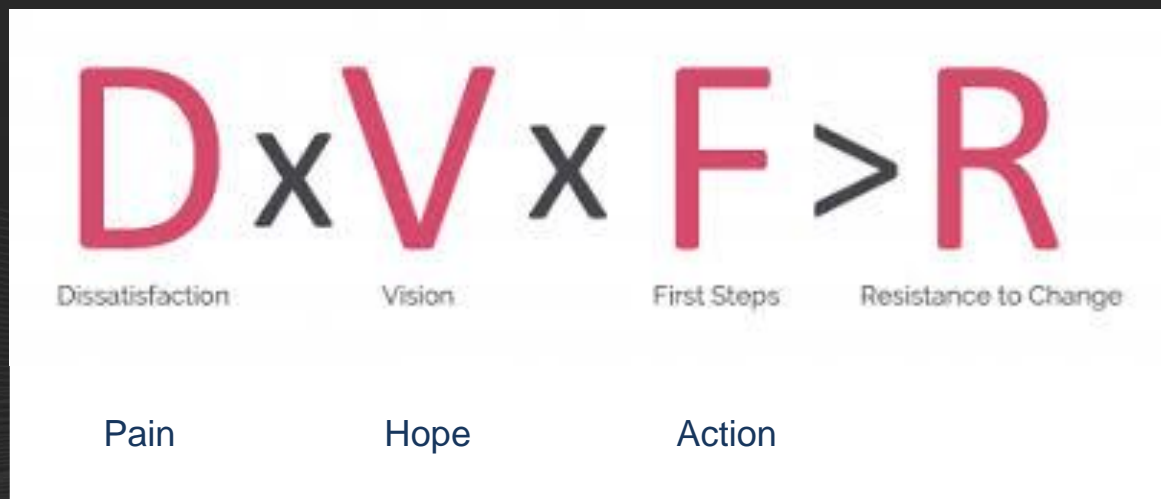 D x V x F > R
Dissatisfaction Vision First Steps Resistance to Change
Pain Hope Action